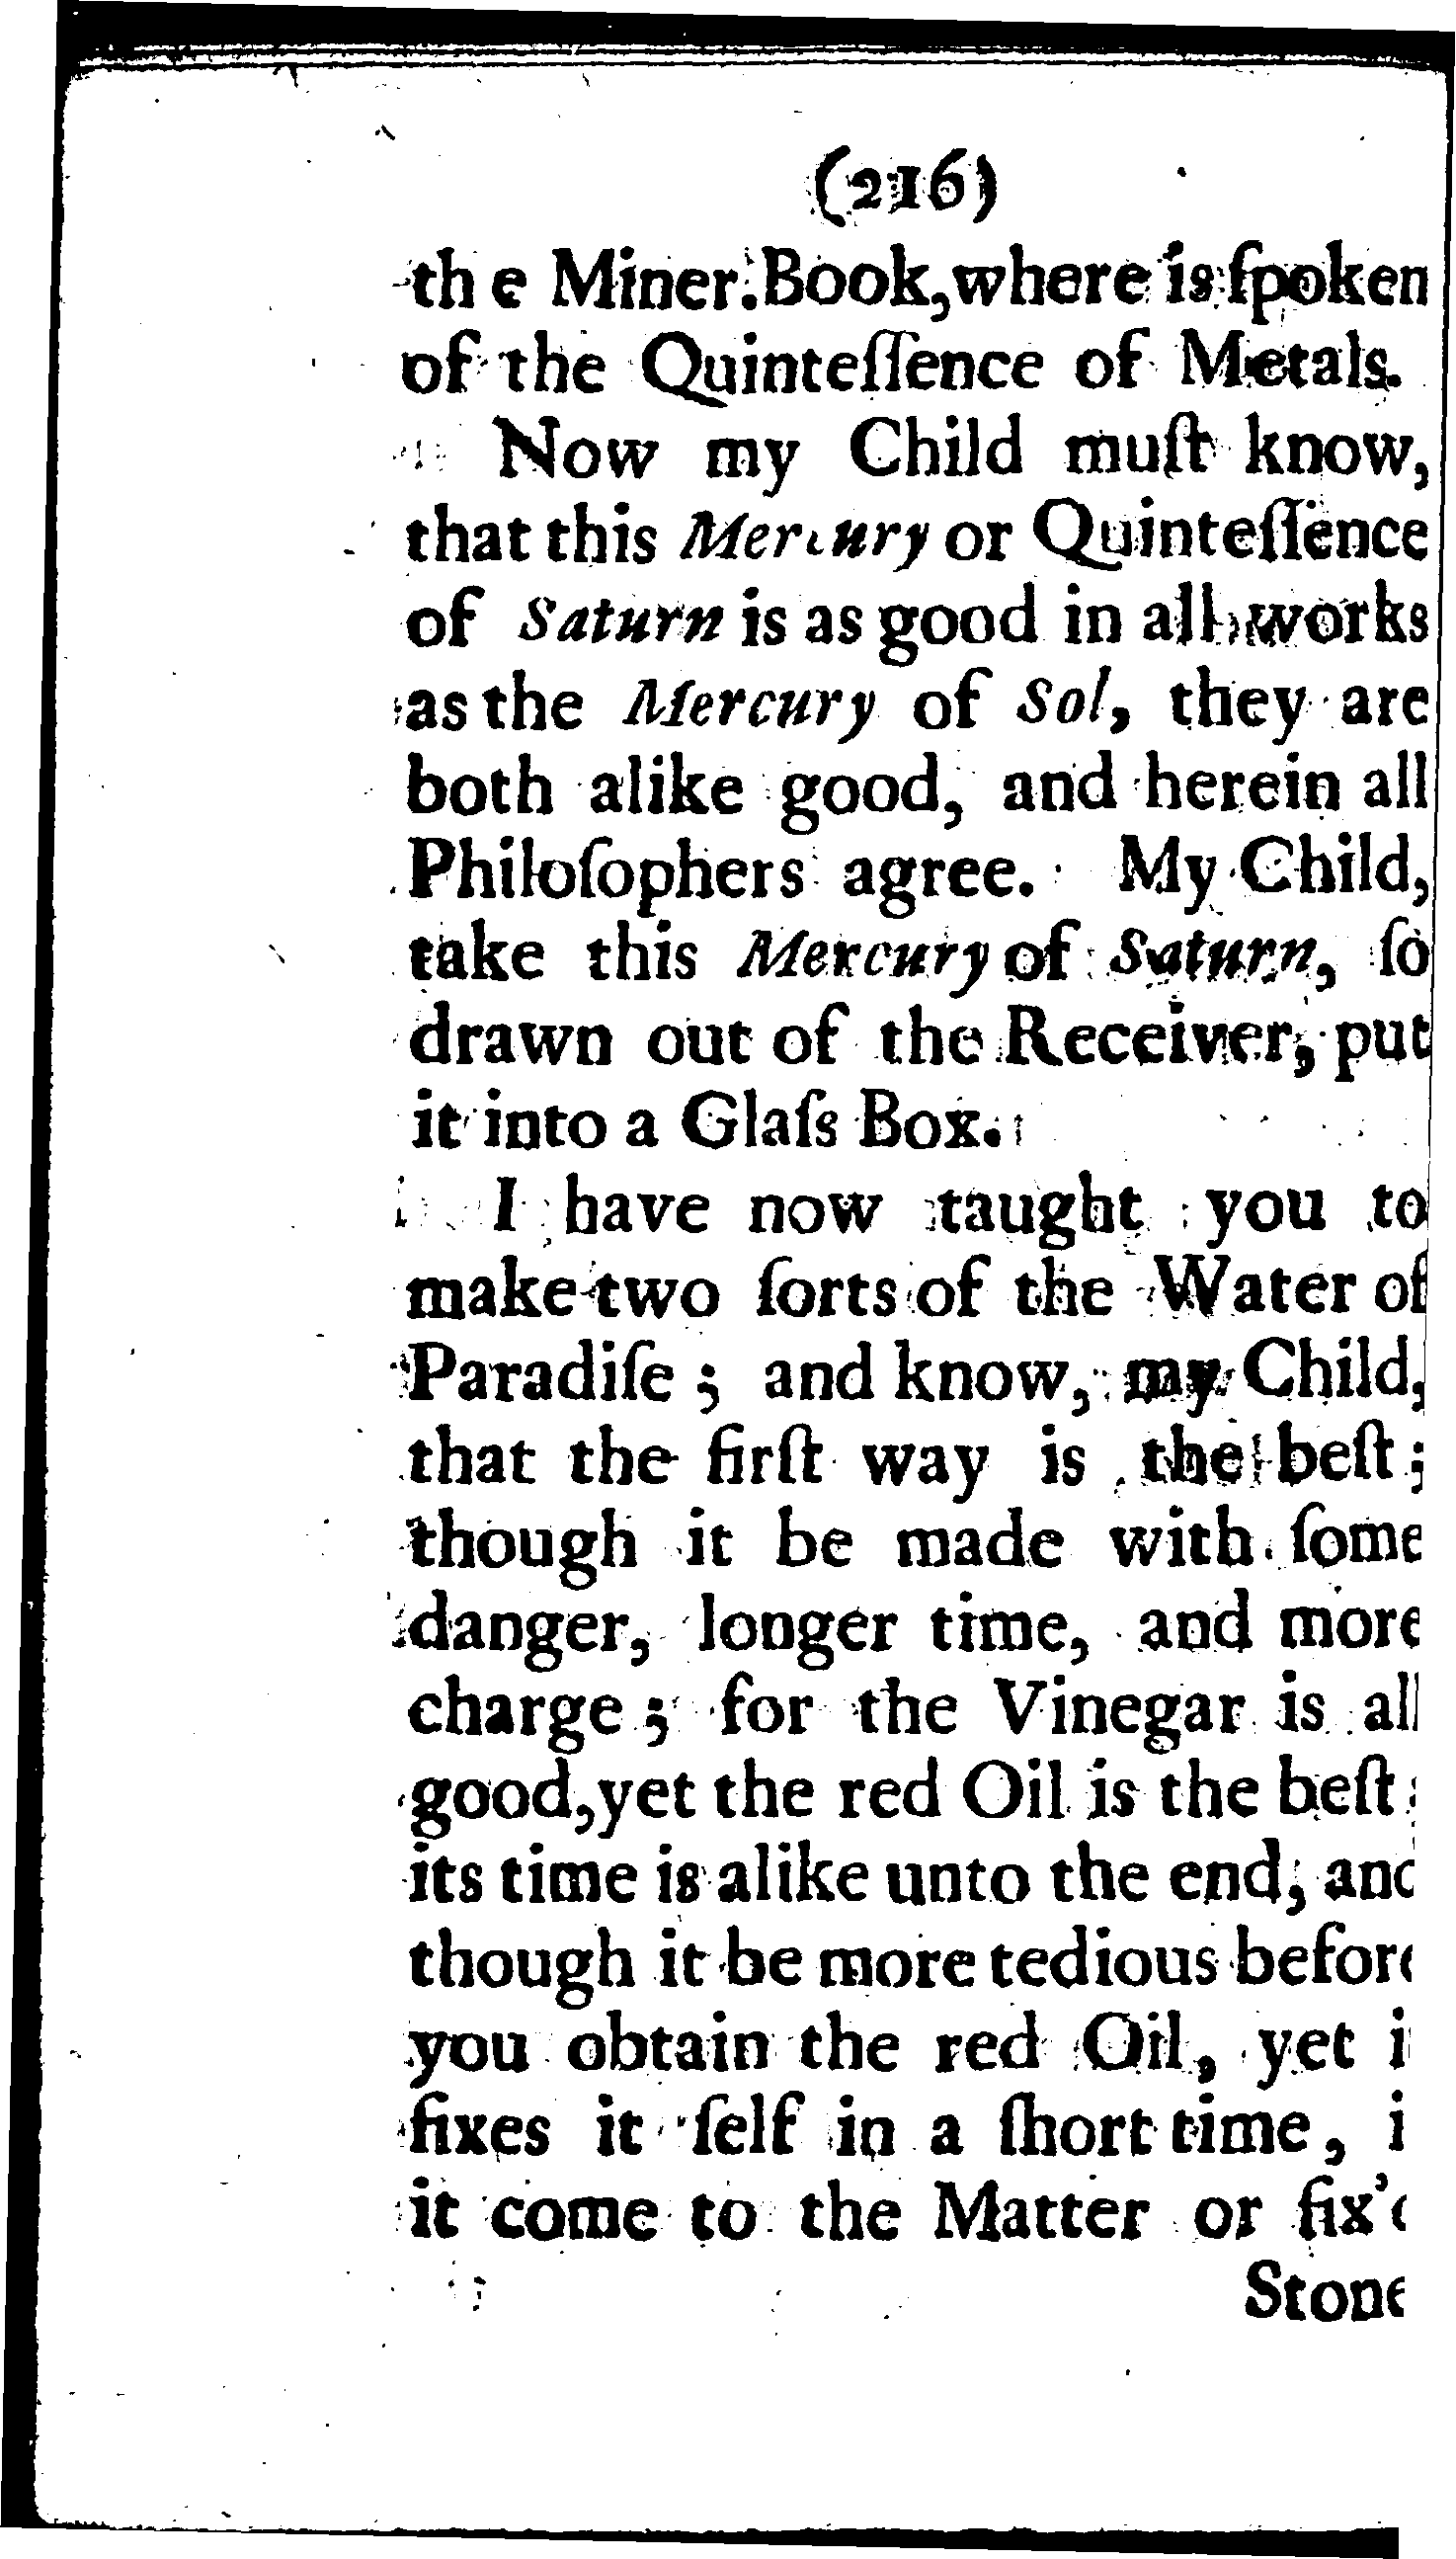 (216)
the Miner. Book, where is ſpoken
of the Quinteſſence of Metals.
Now my Child muſt know,
that this Mercury or Quinteſſence
of Saturn is as good in all works
as the Mercury of Sol, they are
both alike good, and herein all
Philoſophers agree. My Child,
take this Mercury of Saturn, ſo
drawn out of the Receiver, put
it into a Glaſs Box.
I have now taught you to
make two ſorts of the Water of
Paradiſe ; and know, my Child,
that the firſt way is the beſt ;
though it be made with ſome
danger, longer time, and more
charge ; for the Vinegar is all
good, yet the red Oil is the beſt ;
its time is alike unto the end, and
though it be more tedious before
you obtain the red Oil, yet
fixes it ſelf in a ſhort time,
it come to the Matter or fix'd
Stone